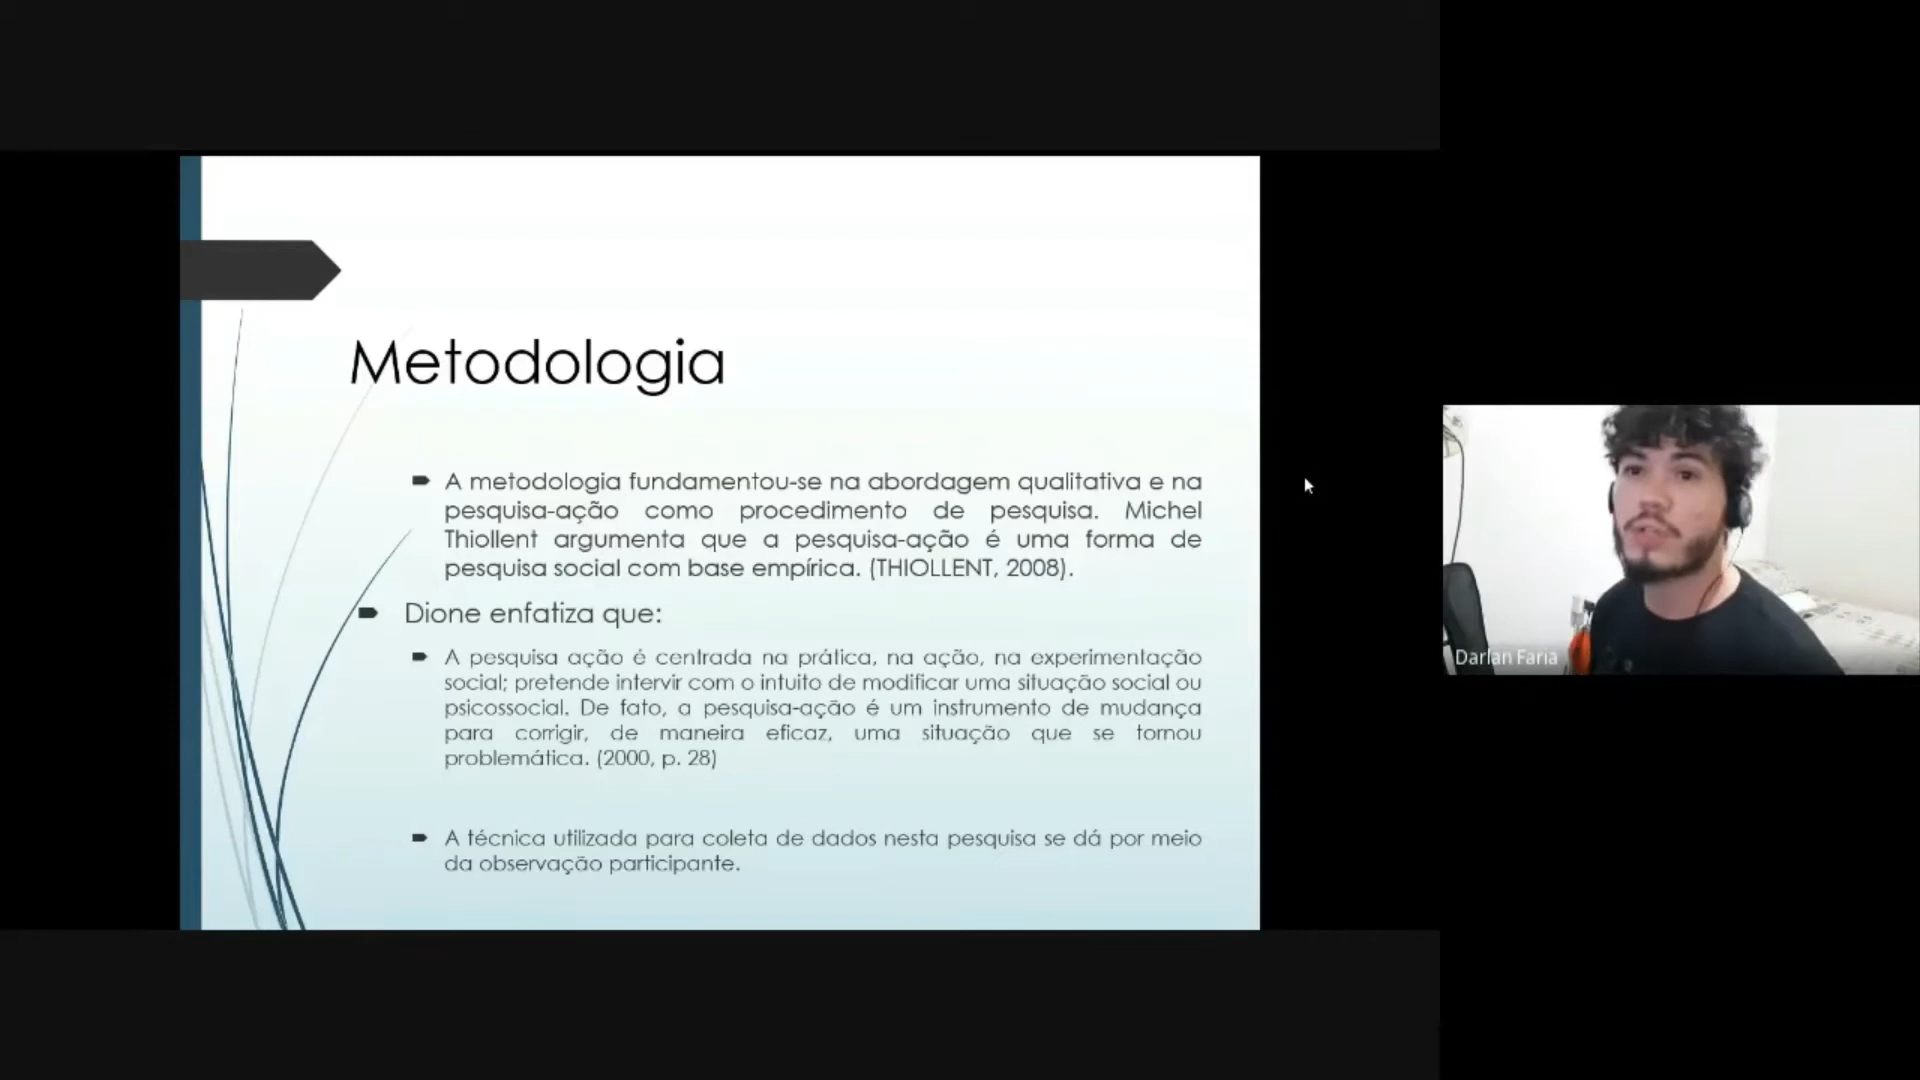 Metodologia
A metodologia fundamentou-se na abordagem qualitativa e na
pesquisa-ação como procedimento de pesquisa. Michel
Thiollent argumenta que a pesquisa-ação é uma forma de
pesquisa social com base empírica. (THIOLLENT, 2008).
Dione enfatiza que:
A pesquisa ação é centrada na prática, na ação, na experimentação
social; pretende intervir com o intuito de modificar uma situação social ou
psicossocial. De fato, a pesquisa-ação é um instrumento de mudança
para corrigir, de maneira eficaz, uma situação que se tornou
problemática. (2000, p. 28)
A técnica utilizada para coleta de dados nesta pesquisa se dá por meio
da observação participante.
Darlan Faria